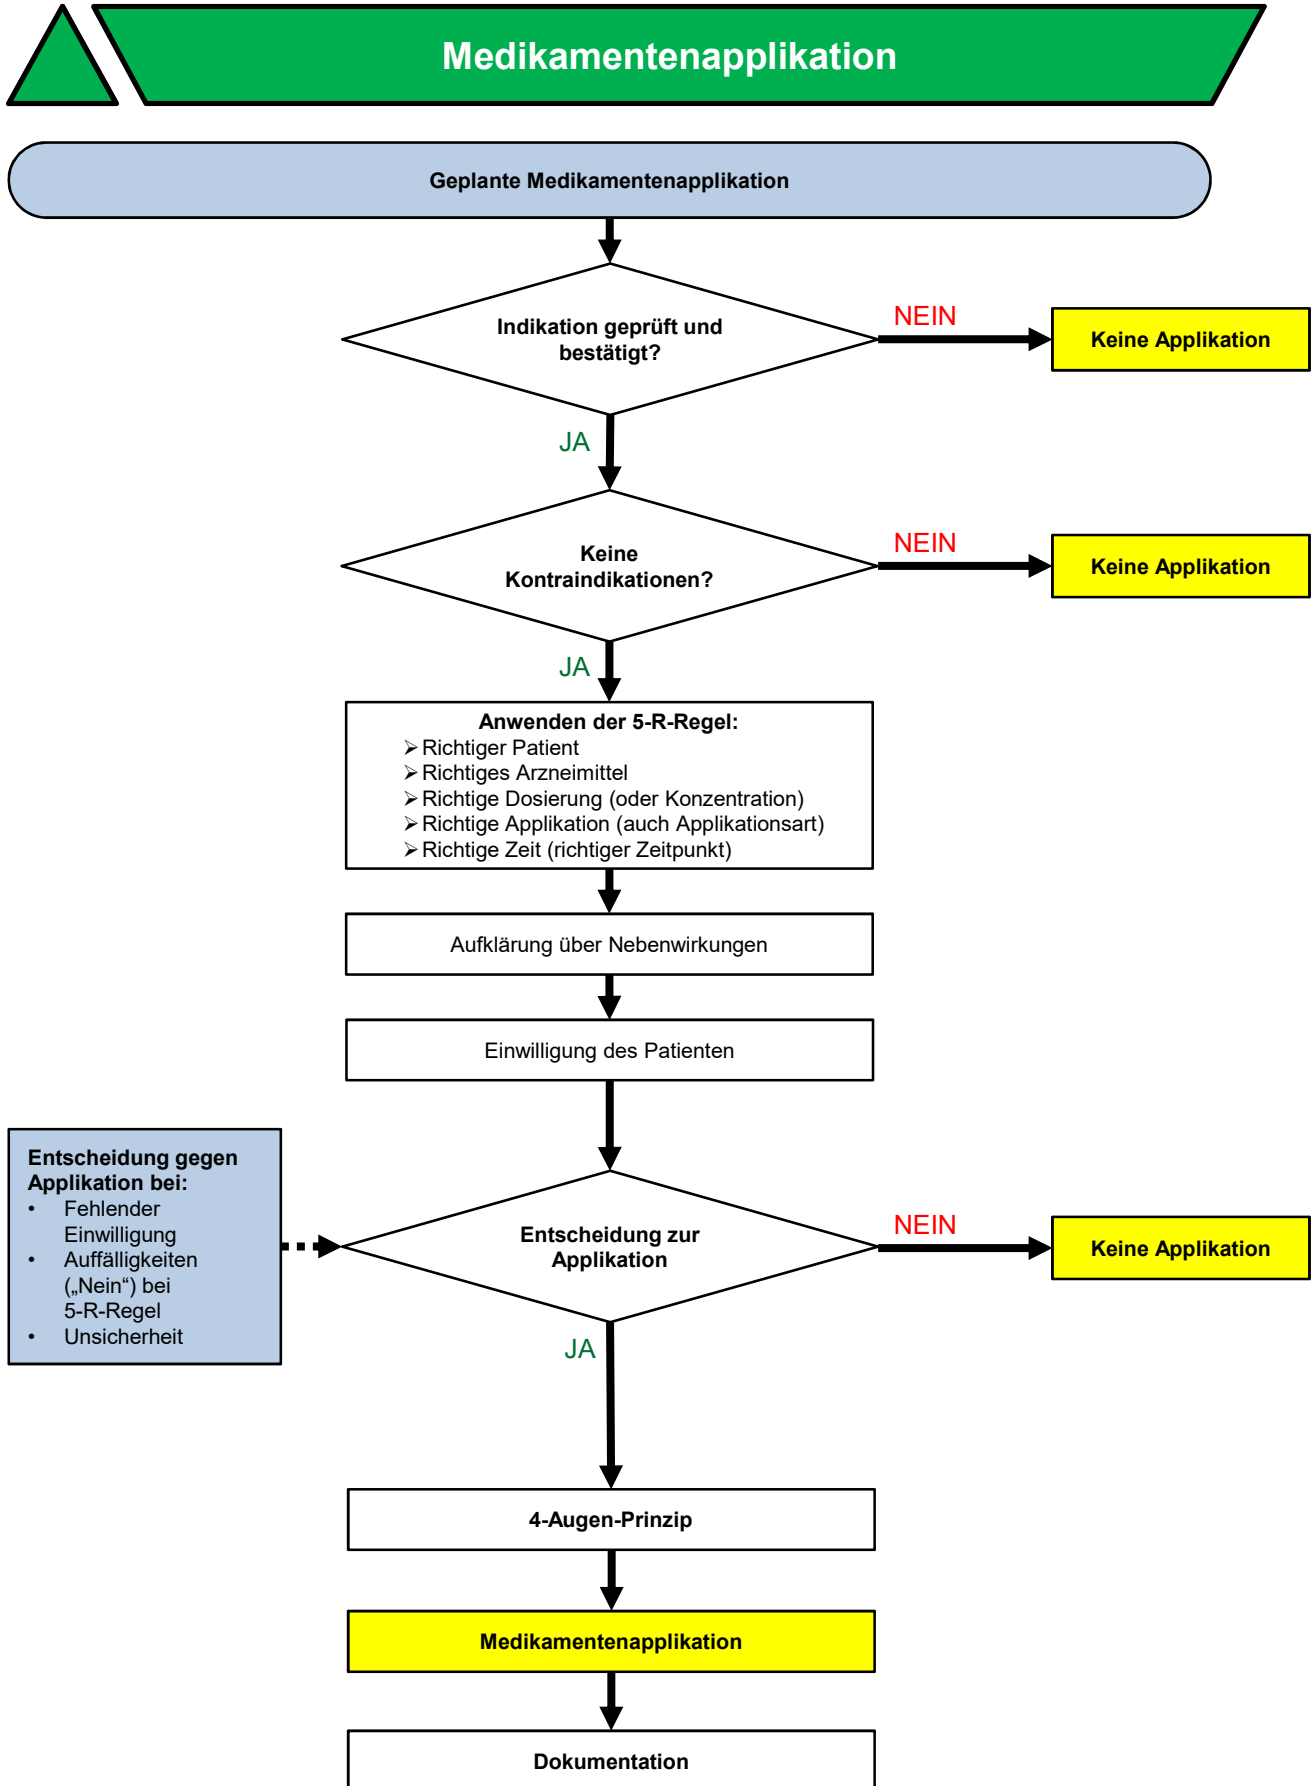 Medikamentenapplikation
Geplante Medikamentenapplikation
Indikation geprüft und
bestätigt?
NEIN
Keine Applikation
JA
Keine
Kontraindikationen?
NEIN
Keine Applikation
JA
Anwenden der 5-R-Regel:
➢ Richtiger Patient
➢ Richtiges Arzneimittel
➢ Richtige Dosierung (oder Konzentration)
➢ Richtige Applikation (auch Applikationsart)
➢ Richtige Zeit (richtiger Zeitpunkt)
Aufklärung über Nebenwirkungen
Einwilligung des Patienten
Entscheidung gegen
Applikation bei:
• Fehlender
Einwilligung
• Auffälligkeiten
(„Nein“) bei
5-R-Regel
• Unsicherheit
Entscheidung zur
Applikation
NEIN
Keine Applikation
JA
4-Augen-Prinzip
Medikamentenapplikation
Dokumentation